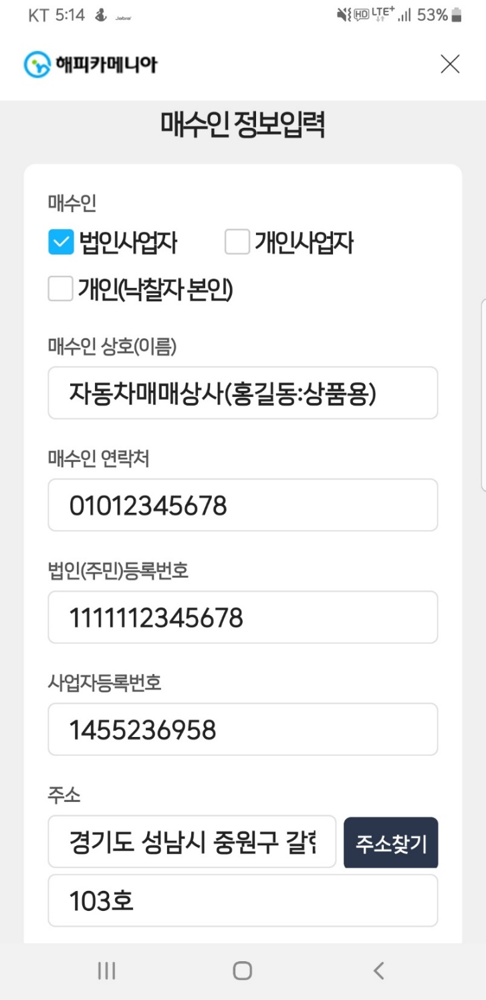 KT 5:14 Jabra HD LTE+ 53%
해피카메니아
매수인 정보입력
매수인
법인사업자 개인사업자
개인(낙찰자 본인)
매수인 상호(이름)
자동차매매상사(홍길동:상품용)
매수인 연락처
01012345678
법인(주민)등록번호
1111112345678
사업자등록번호
1455236958
주소
경기도 성남시 중원구 주소찾기
103호